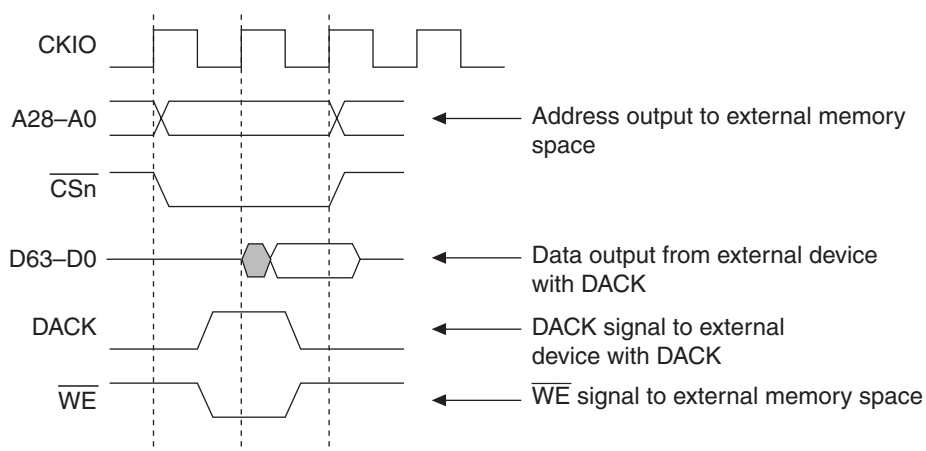 CKIO
A28–A0
Address output to external memory
space
CSn
D63–D0
Data output from external device
with DACK
DACK
DACK signal to external
device with DACK
WE
WE signal to external memory space